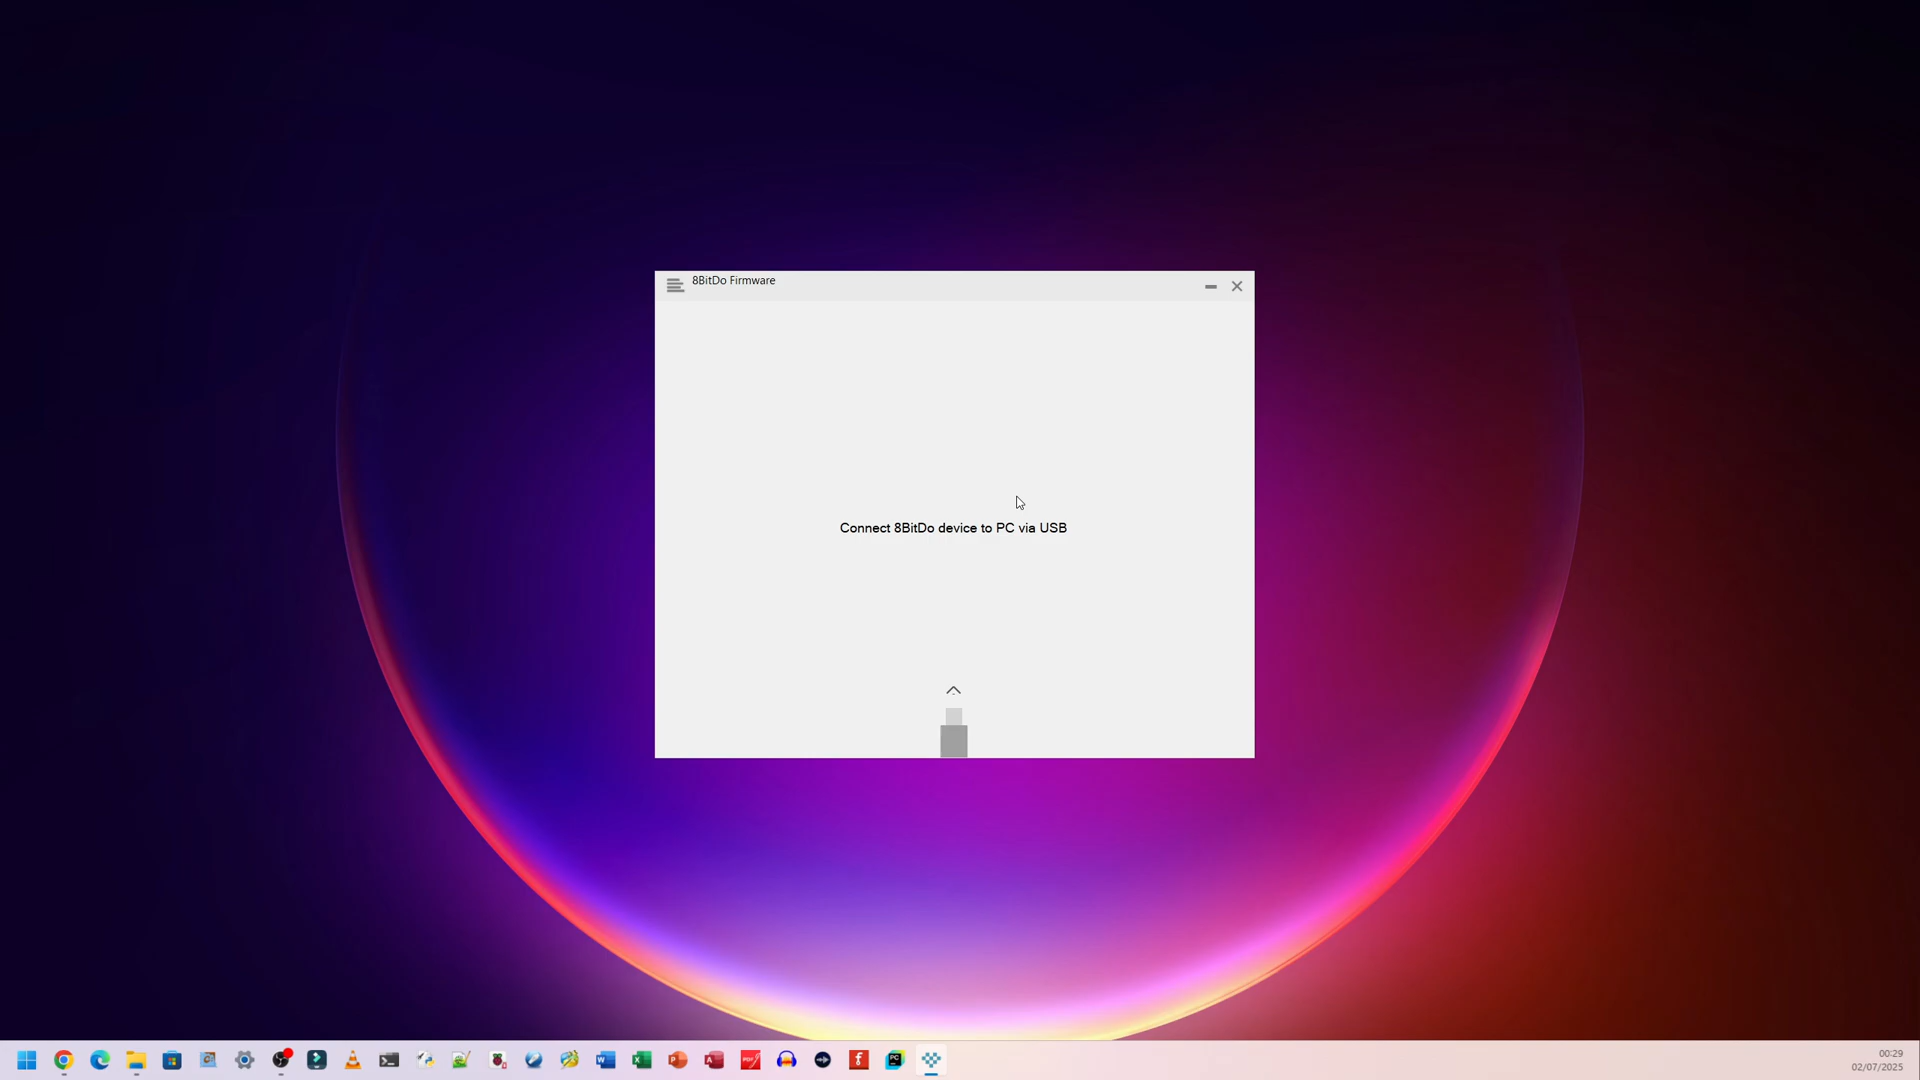 8BitDo Firmware
Connect 8BitDo device to PC via USB
00:29
02/07/2025